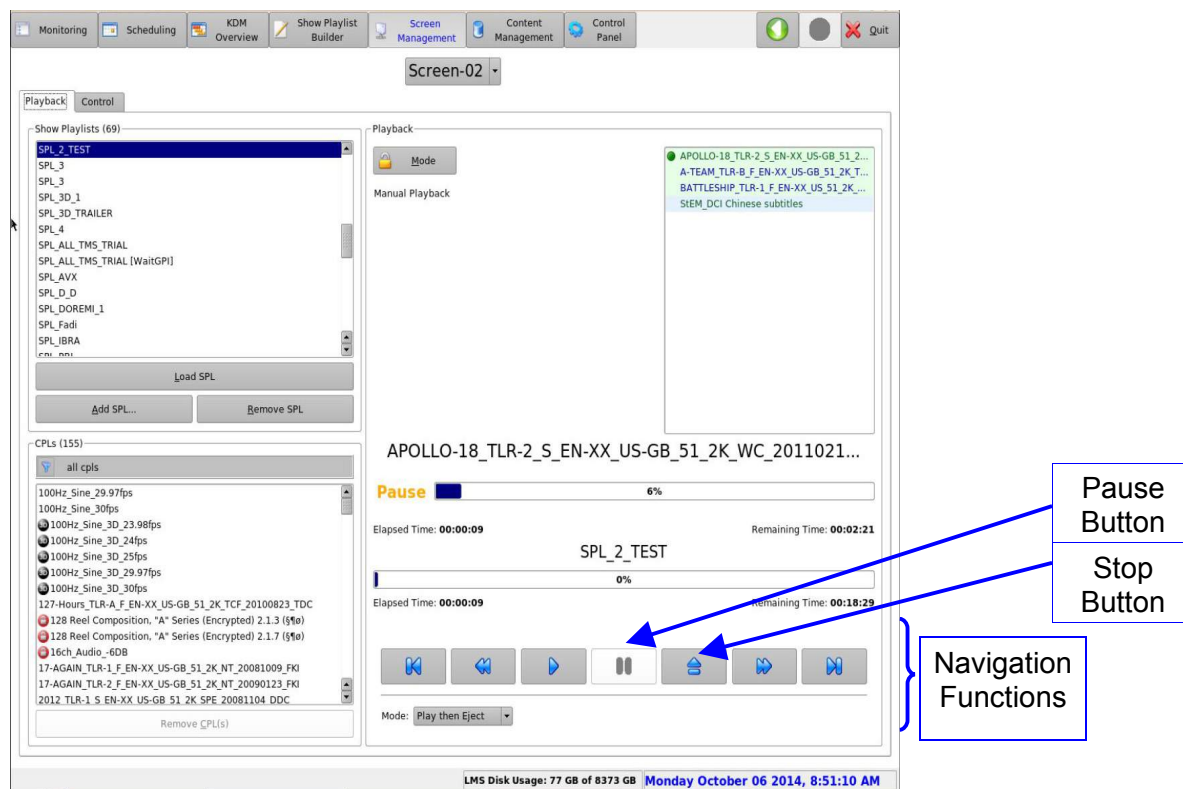 Monitoring
Scheduling
KDM Overview
Show Playlist Builder
Screen Management
Content Management
Control Panel
Quit
Screen-02
Playback
Control
Show Playlists (69)
SPL_2_TEST
SPL_3
SPL_3
SPL_3D_1
SPL_3D_TRAILER
SPL_4
SPL_ALL_TMS_TRIAL
SPL_ALL_TMS_TRIAL [WaitGPI]
SPL_AVX
SPL_D_D
SPL_DOREMI_1
SPL_Fadi
SPL_IBRA
Load SPL
Add SPL...
Remove SPL
CPLs (155)
all cpls
100Hz_Sine_29.97fps
100Hz_Sine_30fps
100Hz_Sine_3D_23.98fps
100Hz_Sine_3D_24fps
100Hz_Sine_3D_25fps
100Hz_Sine_3D_29.97fps
100Hz_Sine_3D_30fps
127-Hours_TLR-A_F_EN-XX_US-GB_51_2K_TCF_20100823_TDC
128 Reel Composition, "A" Series (Encrypted) 2.1.3 (§¶ø)
128 Reel Composition, "A" Series (Encrypted) 2.1.7 (§¶ø)
16ch_Audio_-6DB
17-AGAIN_TLR-1_F_EN-XX_US-GB_51_2K_NT_20081009_FKI
17-AGAIN_TLR-2_F_EN-XX_US-GB_51_2K_NT_20090123_FKI
2012_TLR-1_S_EN-XX_US-GB_51_2K_SPE_20081104_DDC
Remove CPL(s)
Playback
Mode
Manual Playback
APOLLO-18_TLR-2_S_EN-XX_US-GB_51_2...
A-TEAM_TLR-B_F_EN-XX_US-GB_51_2K_T...
BATTLESHIP_TLR-1_F_EN-XX_US_51_2K_...
StEM_DCI Chinese subtitles
APOLLO-18_TLR-2_S_EN-XX_US-GB_51_2K_WC_2011021...
Pause
6%
Elapsed Time: 00:00:09
Remaining Time: 00:02:21
SPL_2_TEST
0%
Elapsed Time: 00:00:09
Remaining Time: 00:18:29
Mode: Play then Eject
Pause
Button
Stop
Button
Navigation
Functions
LMS Disk Usage: 77 GB of 8373 GB
Monday October 06 2014, 8:51:10 AM